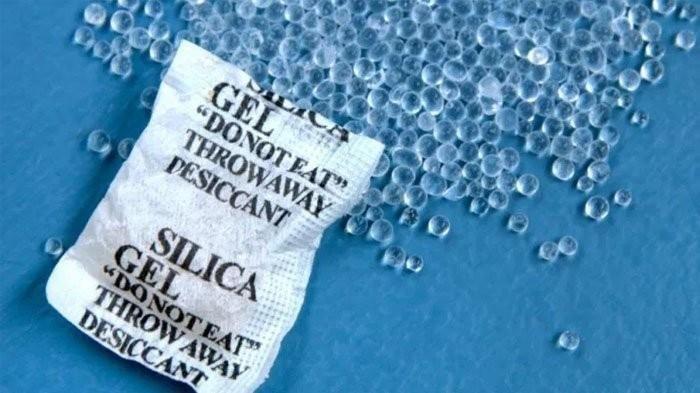 SILICA
GEL
"DO NOT EAT"
THROW AWAY
DESICCANT
SILICA
GEL
"DO NOT EAT"
THROW AWAY
DESICCANT